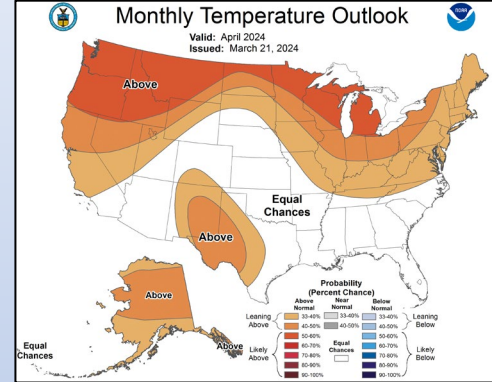 Monthly Temperature Outlook
Valid: April 2024
Issued: March 21, 2024
NOAA
Above
Equal
Chances
Above
Above
Above
Equal
Chances
Probability
(Percent Chance)
Above
Normal
Near
Normal
Below
Normal
Leaning
Above
33-40%
40-50%
33-40%
40-50%
33-40%
40-50%
Leaning
Below
Likely
Above
50-60%
60-70%
70-80%
80-90%
90-100%
Equal
Chances
50-60%
60-70%
70-80%
80-90%
90-100%
Likely
Below